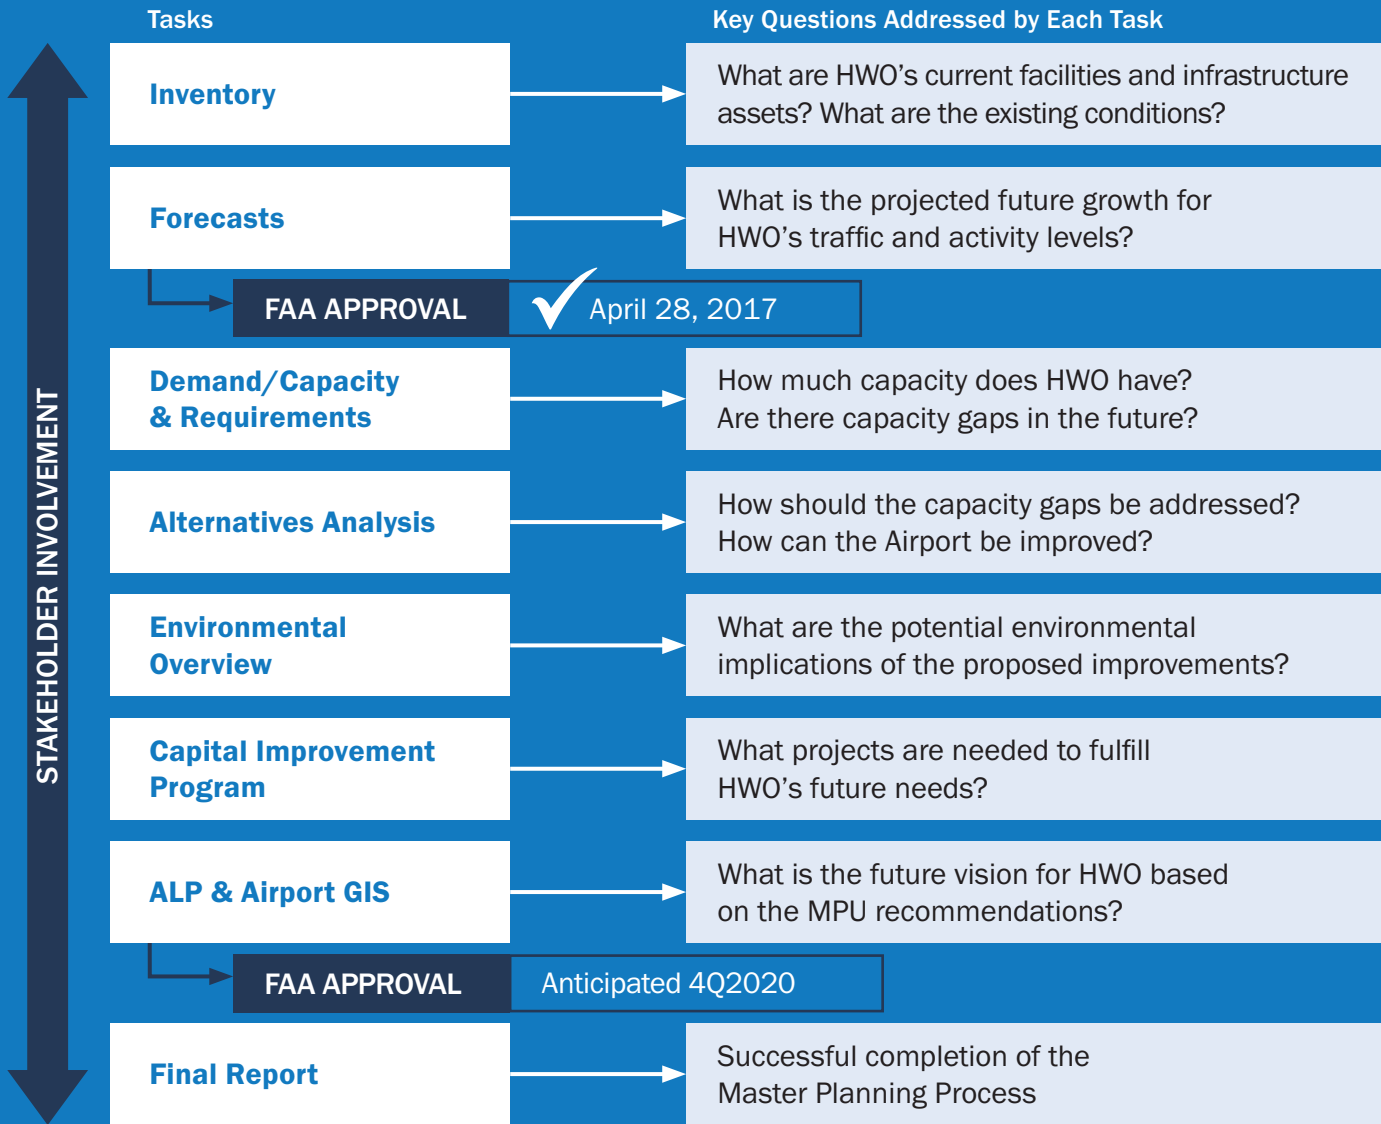 Tasks
Key Questions Addressed by Each Task
STAKEHOLDER INVOLVEMENT
Inventory
What are HWO’s current facilities and infrastructure
assets? What are the existing conditions?
Forecasts
What is the projected future growth for
HWO’s traffic and activity levels?
FAA APPROVAL
April 28, 2017
Demand/Capacity
& Requirements
How much capacity does HWO have?
Are there capacity gaps in the future?
Alternatives Analysis
How should the capacity gaps be addressed?
How can the Airport be improved?
Environmental
Overview
What are the potential environmental
implications of the proposed improvements?
Capital Improvement
Program
What projects are needed to fulfill
HWO’s future needs?
ALP & Airport GIS
What is the future vision for HWO based
on the MPU recommendations?
FAA APPROVAL
Anticipated 4Q2020
Final Report
Successful completion of the
Master Planning Process